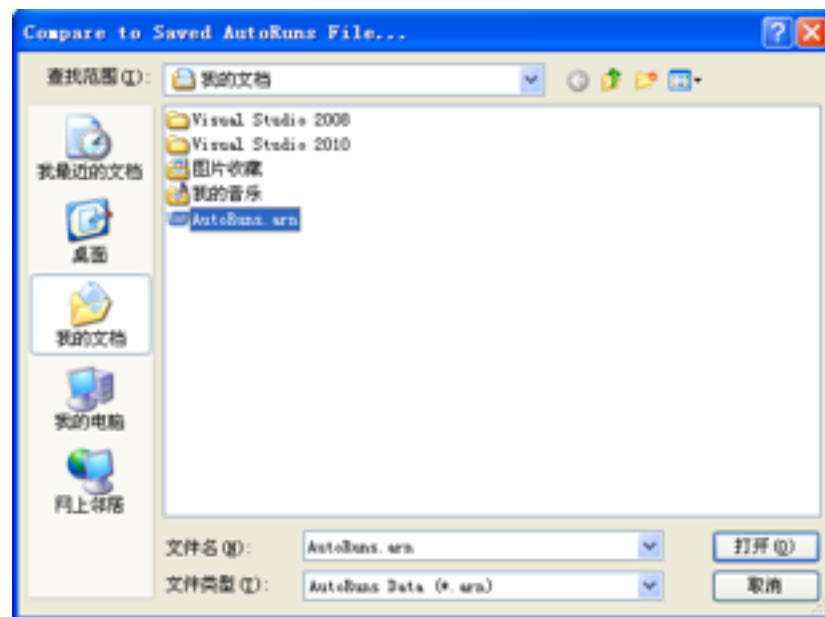 Compare to Saved AutoRuns File...
查找范围(I):
我的文档
我最近的文档
桌面
我的文档
我的电脑
网上邻居
Visual Studio 2008
Visual Studio 2010
图片收藏
我的音乐
AutoRuns.arn
文件名(N):
AutoRuns.arn
打开(O)
文件类型(T):
AutoRuns Data (*.arn)
取消